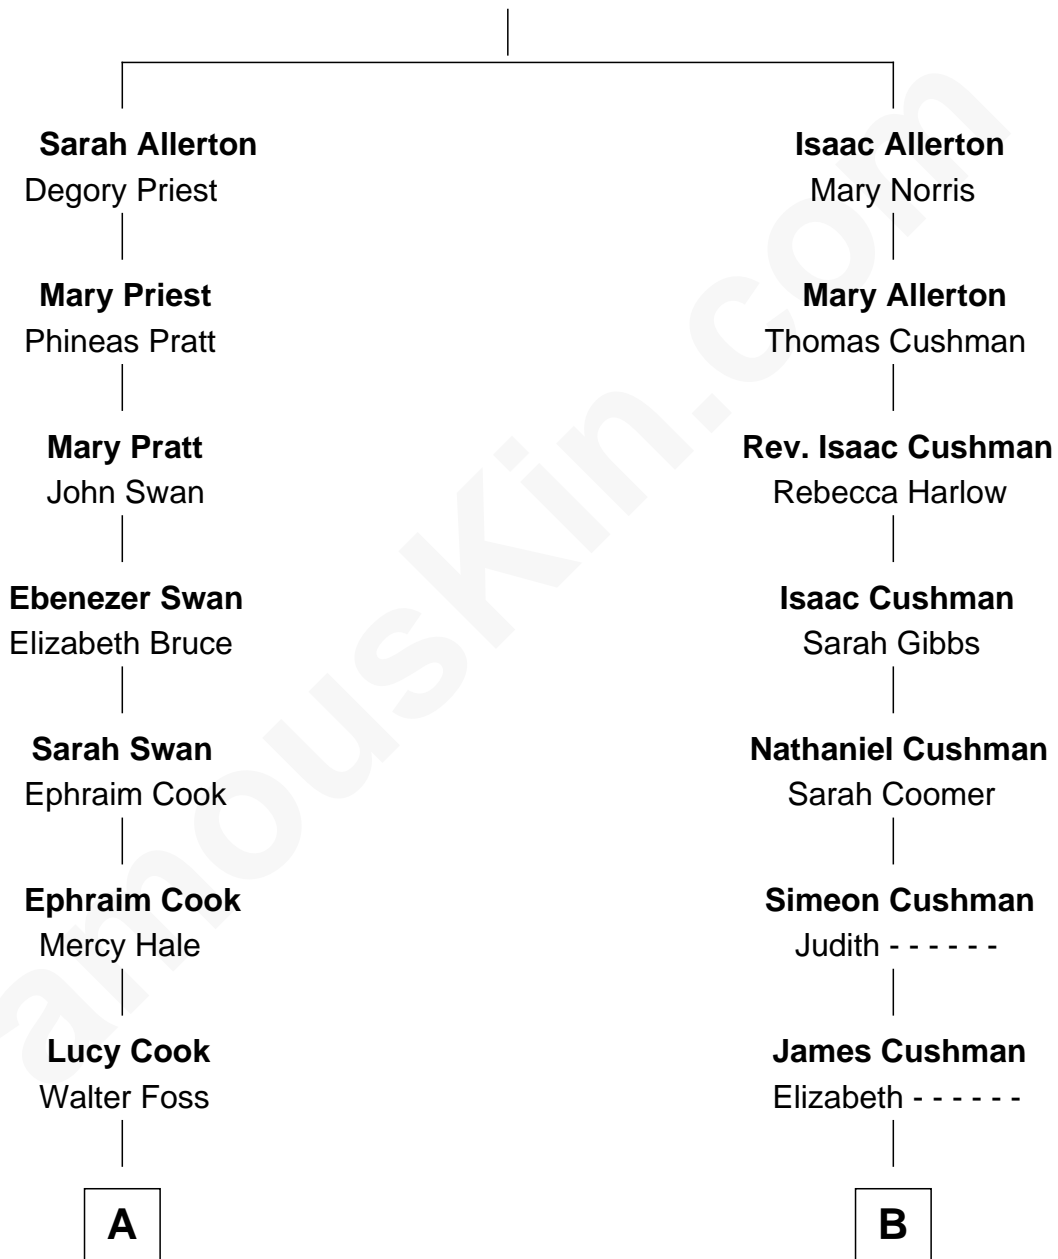 Sarah Allerton
Degory Priest
Mary Priest
Phineas Pratt
Mary Pratt
John Swan
Ebenezer Swan
Elizabeth Bruce
Sarah Swan
Ephraim Cook
Ephraim Cook
Mercy Hale
Lucy Cook
Walter Foss
A
Isaac Allerton
Mary Norris
Mary Allerton
Thomas Cushman
Rev. Isaac Cushman
Rebecca Harlow
Isaac Cushman
Sarah Gibbs
Nathaniel Cushman
Sarah Coomer
Simeon Cushman
Judith - - - - - -
James Cushman
Elizabeth - - - - - -
B
amousKin.com